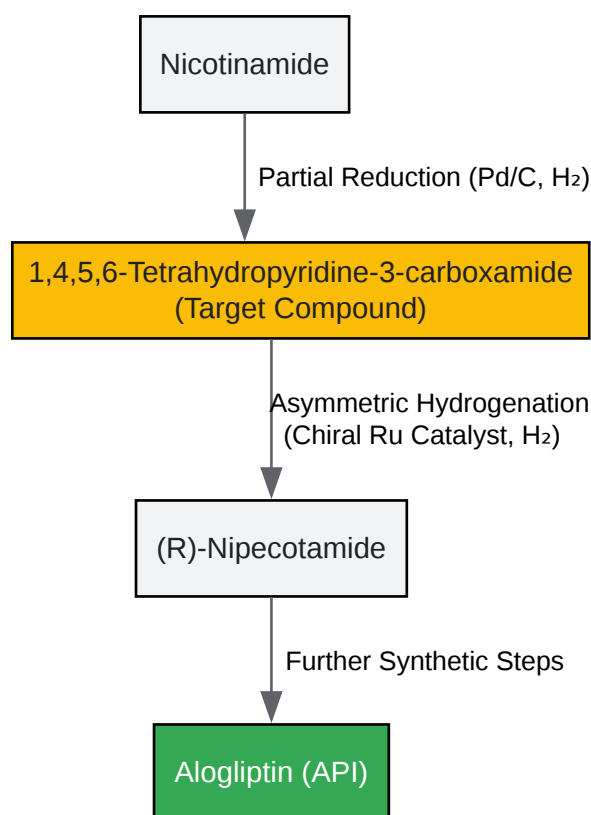 Nicotinamide
Partial Reduction (Pd/C, H₂)
1,4,5,6-Tetrahydropyridine-3-carboxamide
(Target Compound)
Asymmetric Hydrogenation
(Chiral Ru Catalyst, H₂)
(R)-Nipecotamide
Further Synthetic Steps
Alogliptin (API)